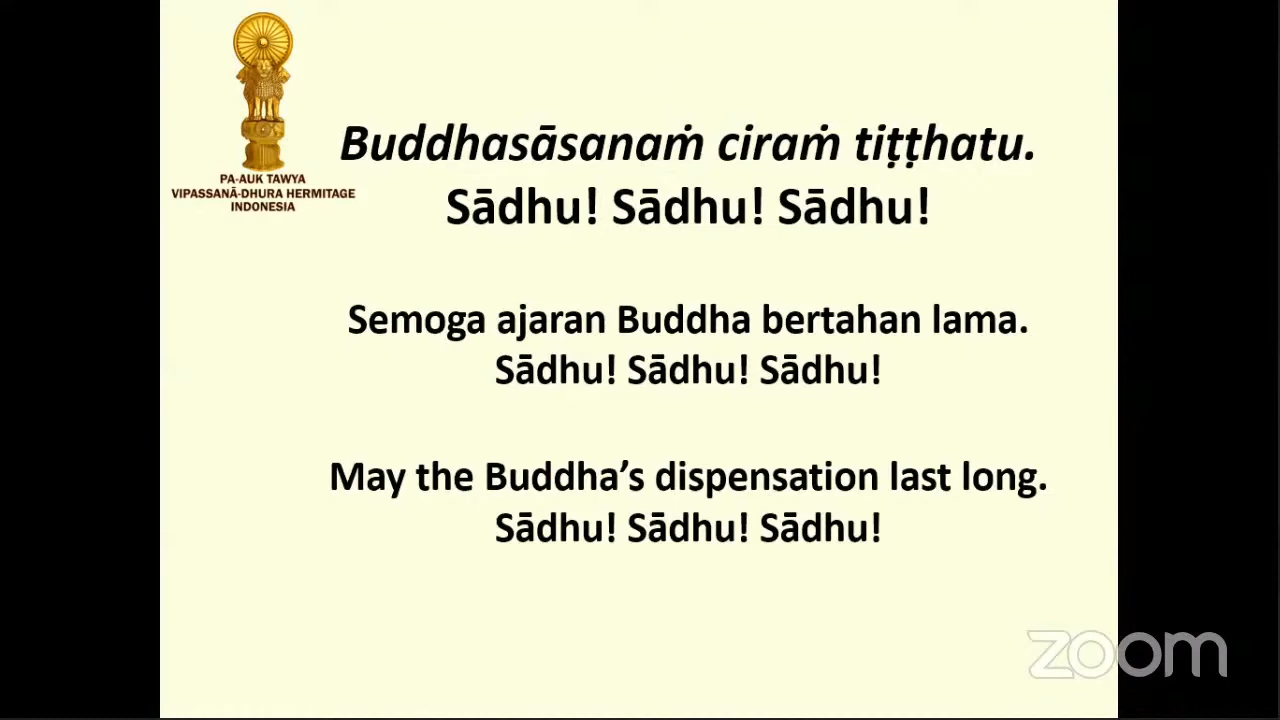 PA-AUK TAWYA
VIPASSANĀ-DHURA HERMITAGE
INDONESIA
Buddhasāsanaṁ ciraṁ tiṭṭhatu.
Sādhu! Sādhu! Sādhu!
Semoga ajaran Buddha bertahan lama.
Sādhu! Sādhu! Sādhu!
May the Buddha’s dispensation last long.
Sādhu! Sādhu! Sādhu!
zoom